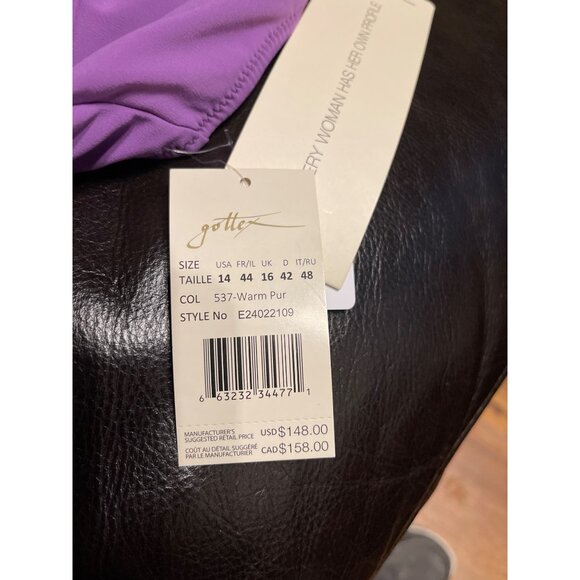 ERY WOMAN HAS HER OWN PROFILE
gottex
SIZE USA FR/IL UK D IT/RU
TAILLE 14 44 16 42 48
COL 537-Warm Pur
STYLE No E24022109
6 63232 34477 1
MANUFACTURER'S
SUGGESTED RETAIL PRICE USD$148.00
COÛT AU DÉTAIL SUGGÉRÉ
PAR LE MANUFACTURIER CAD$158.00